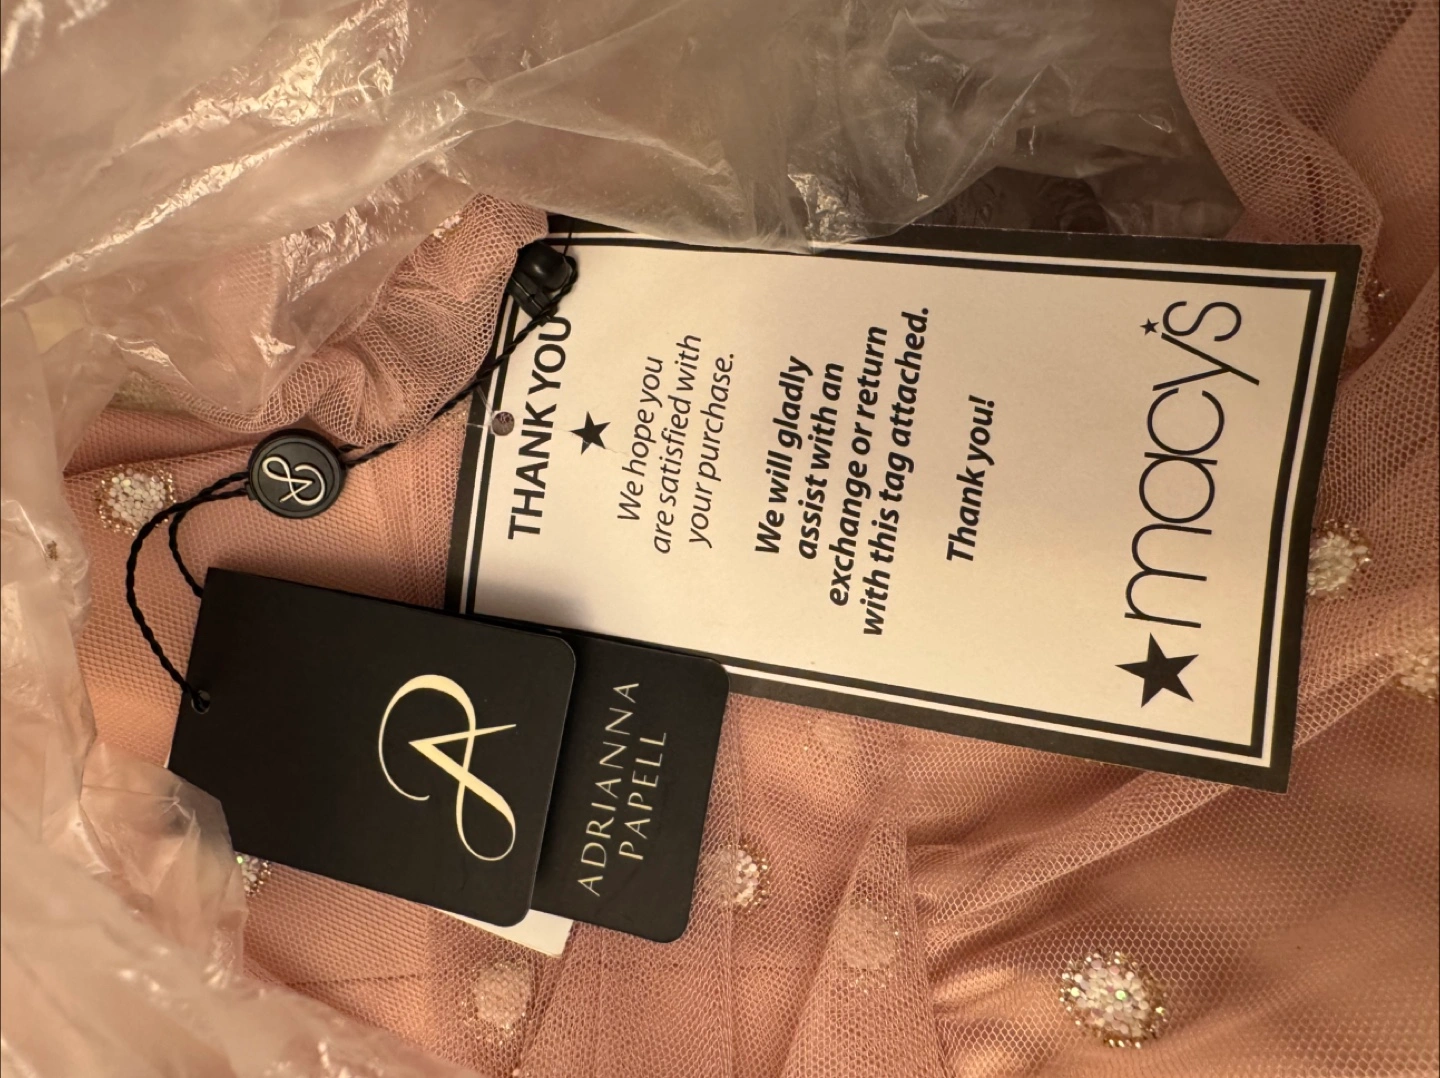 THANK YOU
We hope you
are satisfied with
your purchase.
We will gladly
assist with an
exchange or return
with this tag attached.
Thank you!
macy's
AP
ADRIANNA
PAPELL